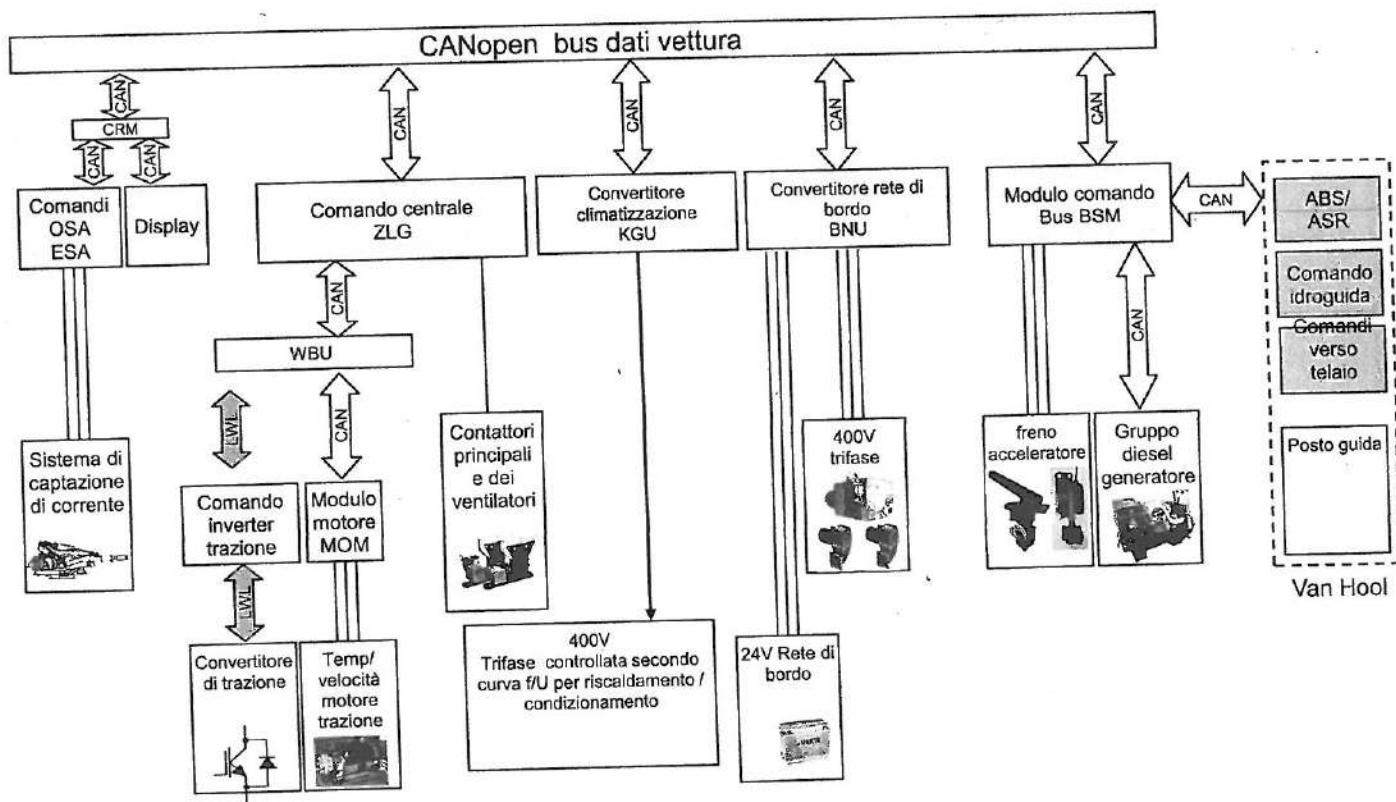 CANopen bus dati vettura
CAN
CRM
CAN
CAN
CAN
CAN
CAN
CAN
Comandi
OSA
ESA
Display
Comando centrale
ZLG
Convertitore
climatizzazione
KGU
Convertitore rete di
bordo
BNU
Modulo comando
Bus BSM
CAN
ABS/
ASR
Comando
idroguida
Comandi
verso
telaio
Posto guida
Van Hool
CAN
WBU
CAN
LWL
CAN
Sistema di
captazione
di corrente
Comando
inverter
trazione
Modulo
motore
MOM
Contattori
principali
e dei
ventilatori
400V
trifase
freno
acceleratore
Gruppo
diesel
generatore
LWL
Convertitore
di trazione
Temp/
velocità
motore
trazione
400V
Trifase controllata secondo
curva f/U per riscaldamento /
condizionamento
24V Rete di
bordo